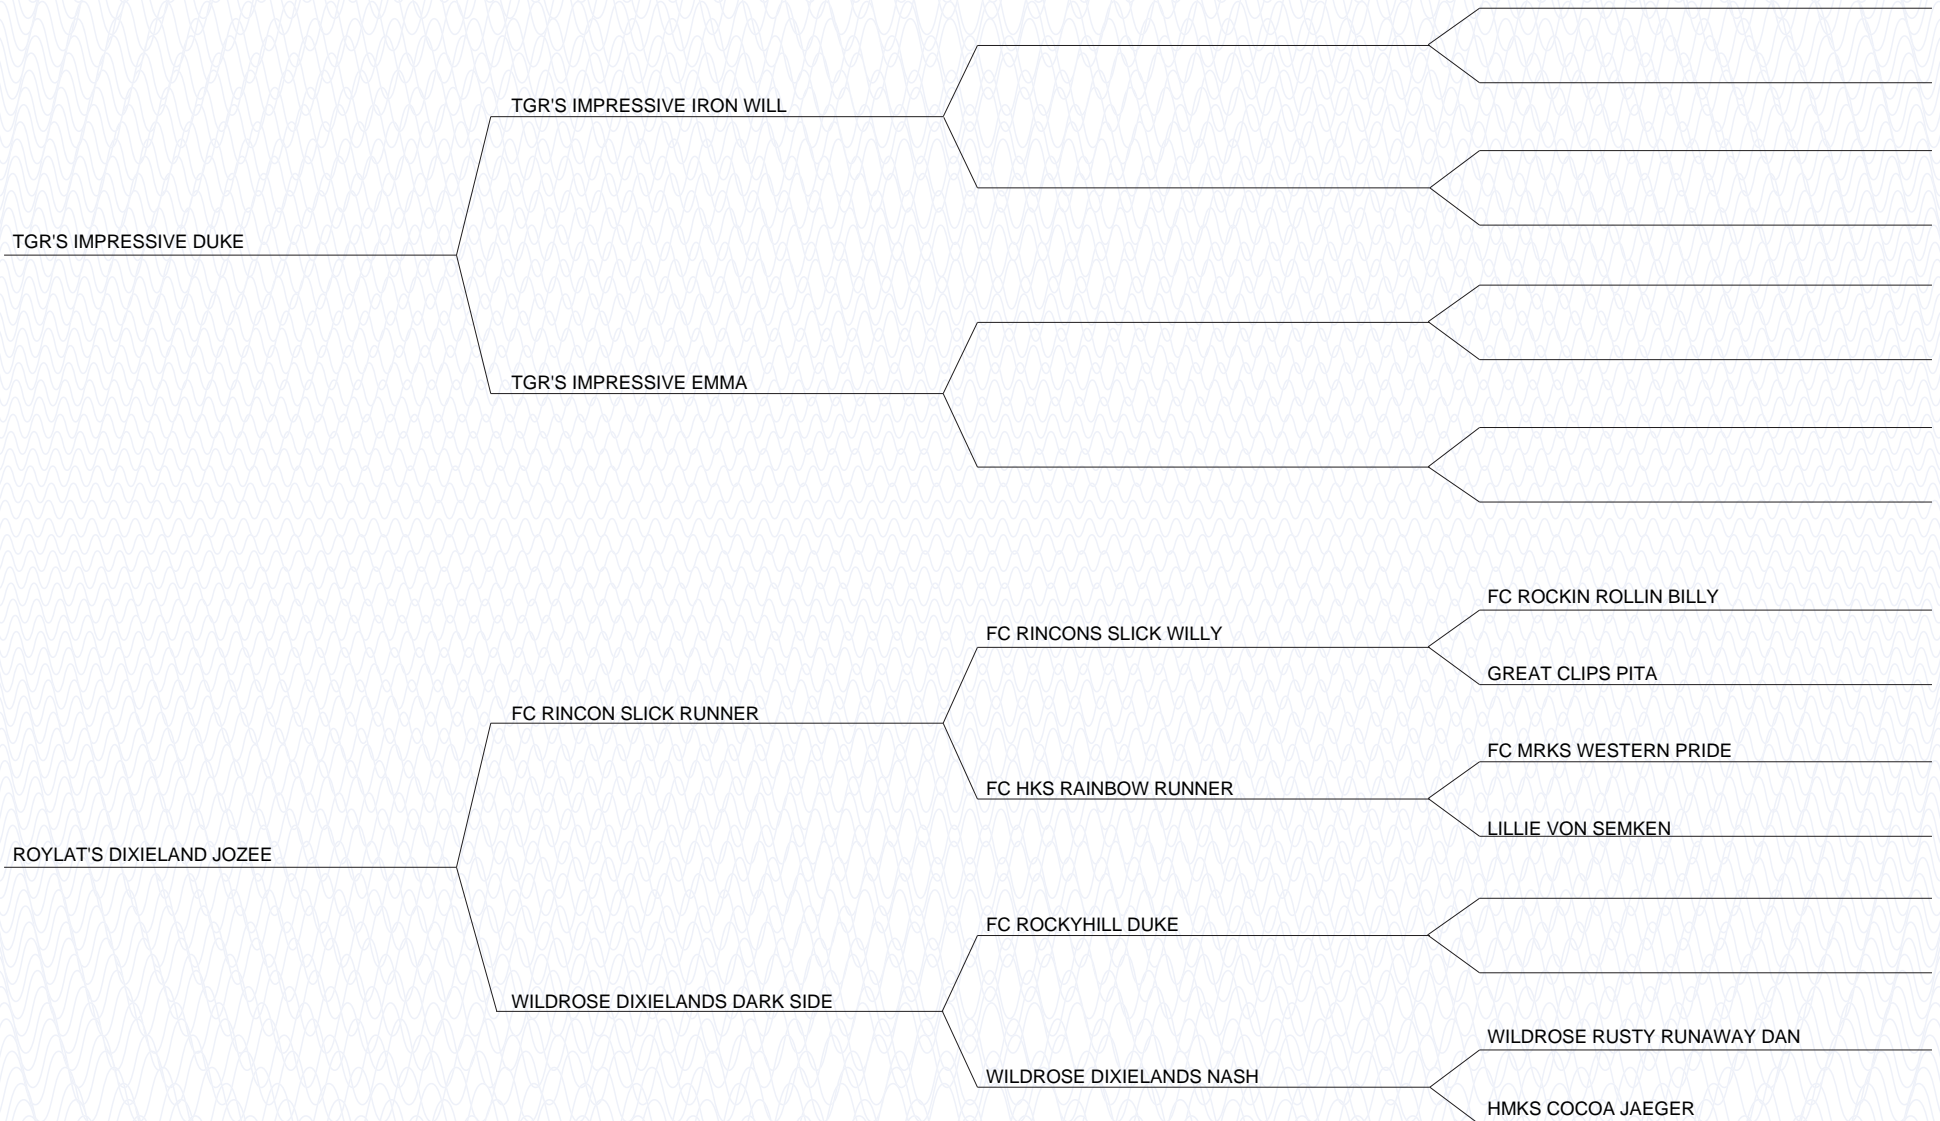 TGR'S IMPRESSIVE IRON WILL
TGR'S IMPRESSIVE DUKE
TGR'S IMPRESSIVE EMMA
FC ROCKIN ROLLIN BILLY
FC RINCONS SLICK WILLY
GREAT CLIPS PITA
FC RINCON SLICK RUNNER
FC MRKS WESTERN PRIDE
FC HKS RAINBOW RUNNER
LILLIE VON SEMKEN
ROYLAT'S DIXIELAND JOZEE
FC ROCKYHILL DUKE
WILDROSE DIXIELANDS DARK SIDE
WILDROSE RUSTY RUNAWAY DAN
WILDROSE DIXIELANDS NASH
HMKS COCOA JAEGER